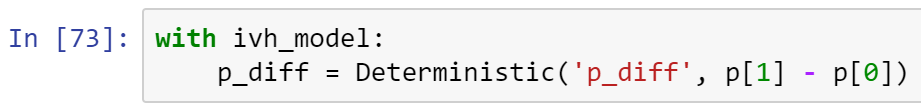 In [73]: with ivh_model:
    p_diff = Deterministic('p_diff', p[1] - p[0])